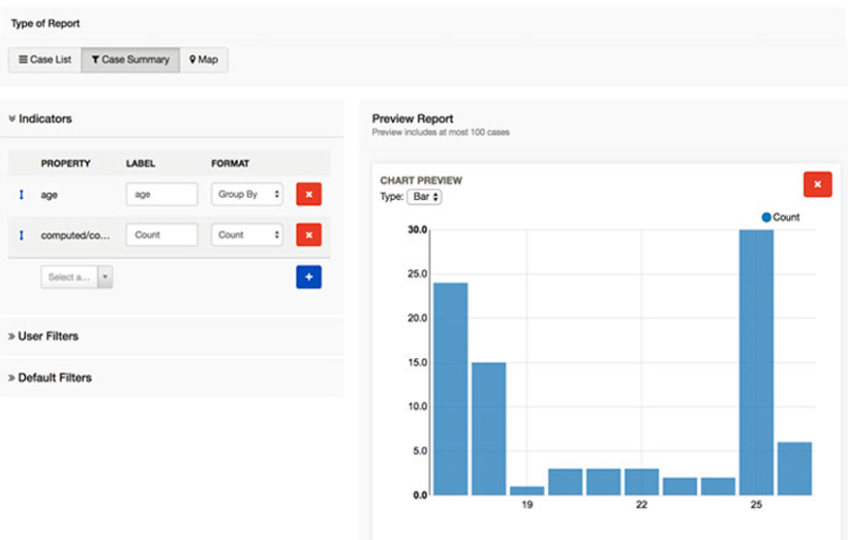 Type of Report
Case List Case Summary Map
Indicators
PROPERTY LABEL FORMAT
age age Group By
computed/co... Count Count
Select a...
User Filters
Default Filters
Preview Report
Preview includes at most 100 cases
CHART PREVIEW
Type: Bar
Count
30.0
25.0
20.0
15.0
10.0
5.0
0.0
19 22 25